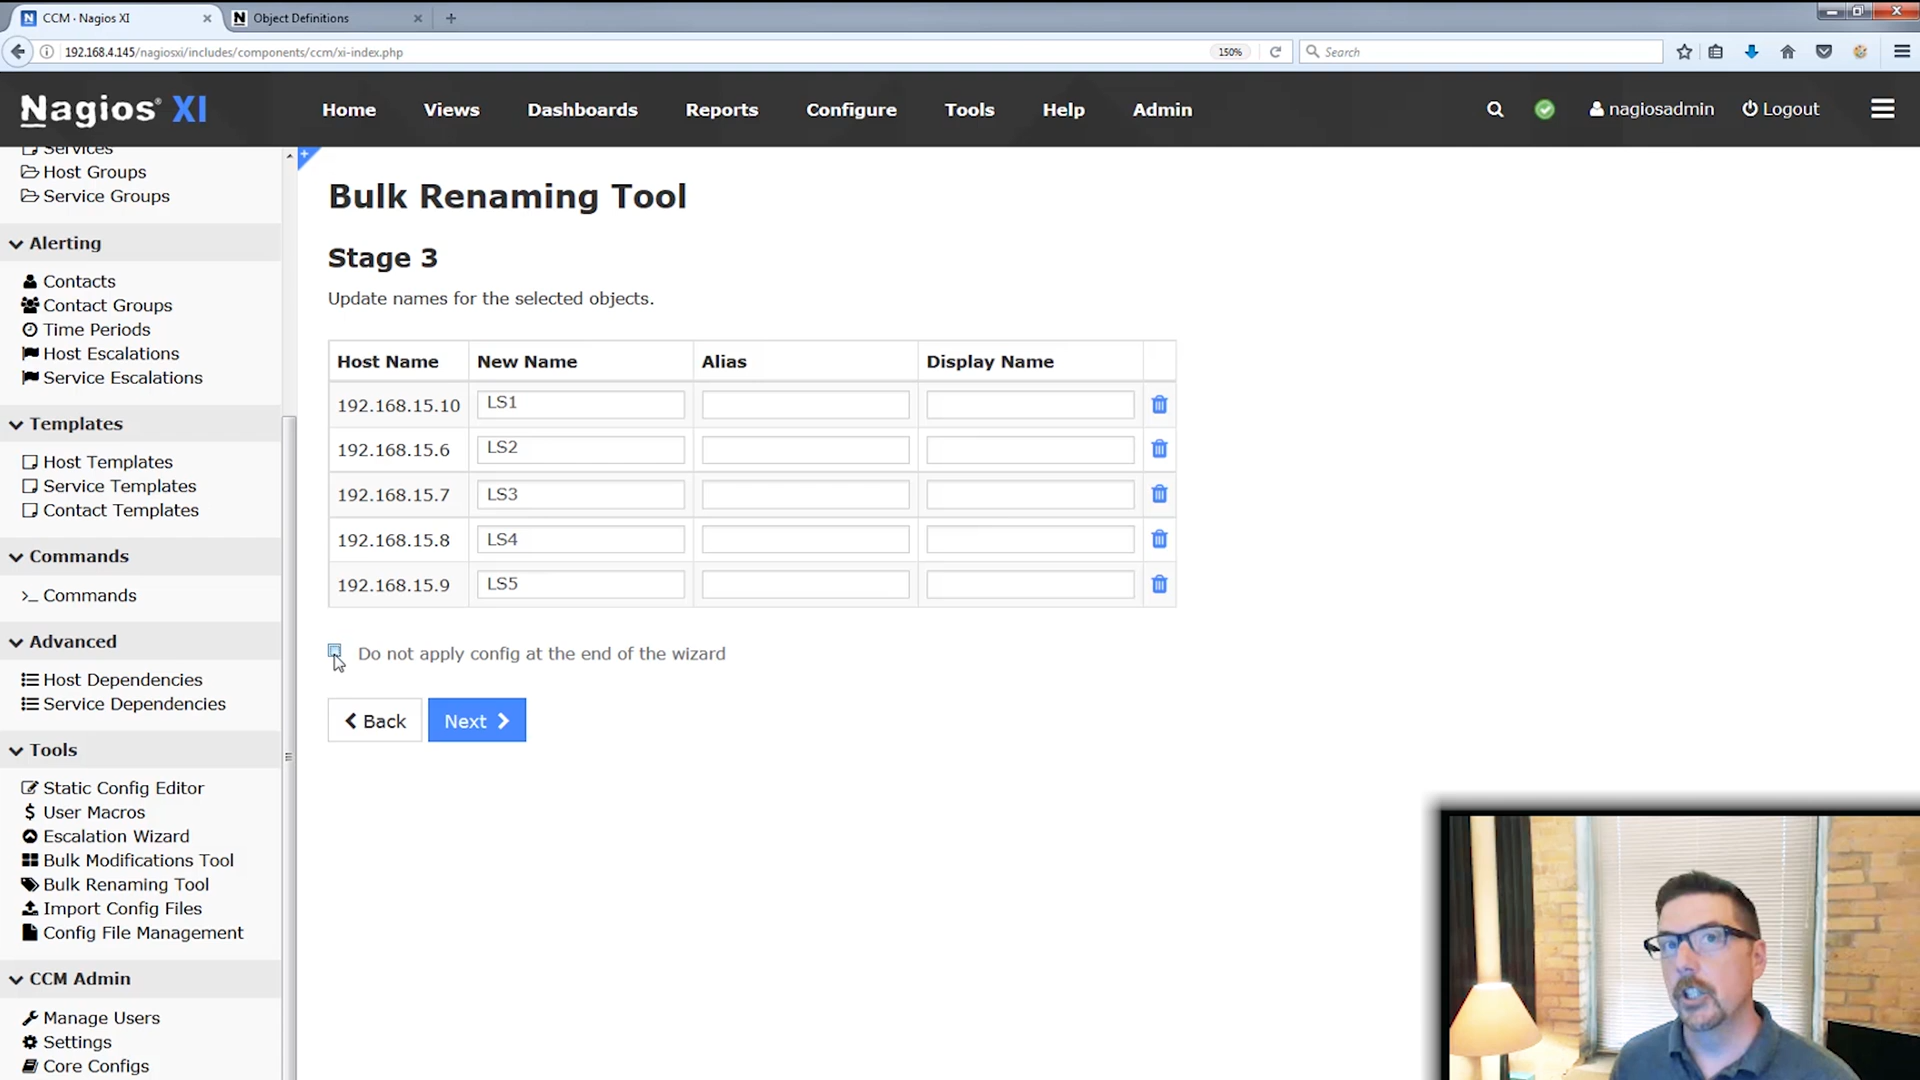 CCM - Nagios XI
Object Definitions
192.168.4.145/nagiosxi/includes/components/ccm/xi-index.php
150%
Search
Nagios® XI
Home
Views
Dashboards
Reports
Configure
Tools
Help
Admin
nagiosadmin
Logout
Services
Host Groups
Service Groups
Alerting
Contacts
Contact Groups
Time Periods
Host Escalations
Service Escalations
Templates
Host Templates
Service Templates
Contact Templates
Commands
>_ Commands
Advanced
Host Dependencies
Service Dependencies
Tools
Static Config Editor
$ User Macros
Escalation Wizard
Bulk Modifications Tool
Bulk Renaming Tool
Import Config Files
Config File Management
CCM Admin
Manage Users
Settings
Core Configs
Bulk Renaming Tool
Stage 3
Update names for the selected objects.
Host Name New Name Alias Display Name
192.168.15.10 LS1
192.168.15.6 LS2
192.168.15.7 LS3
192.168.15.8 LS4
192.168.15.9 LS5
Do not apply config at the end of the wizard
Back
Next